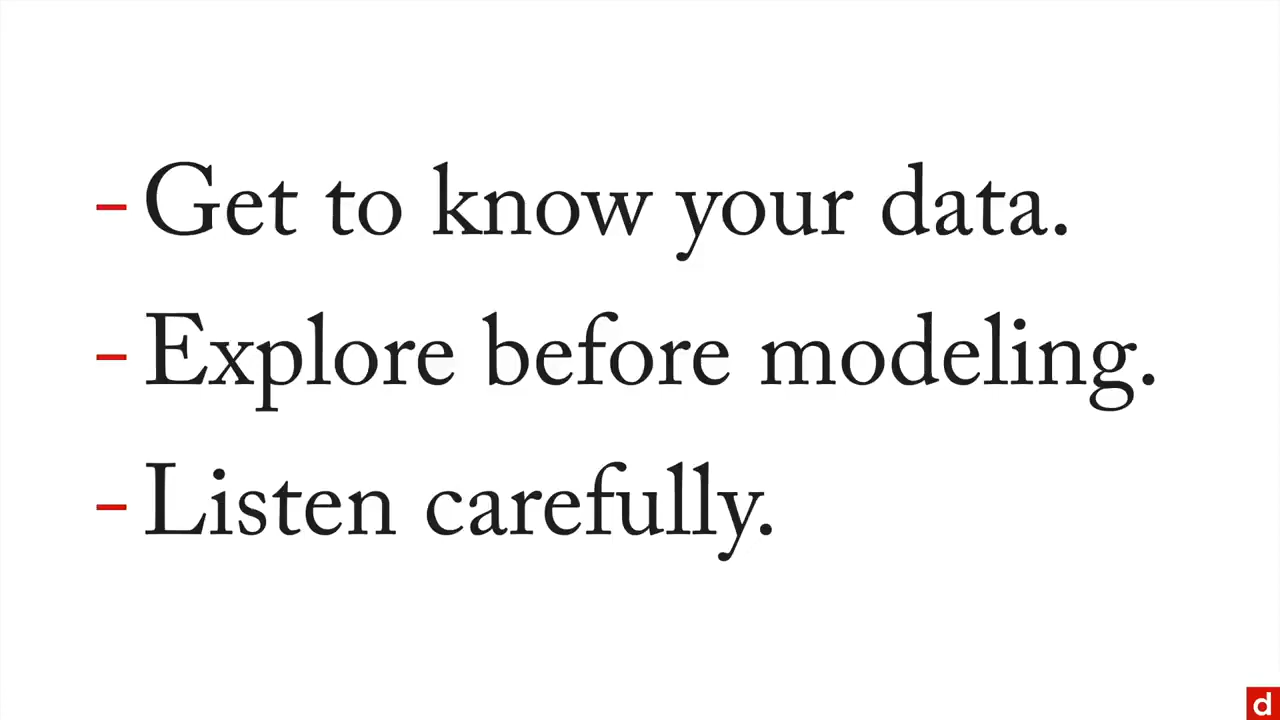 - Get to know your data.
- Explore before modeling.
- Listen carefully.
d